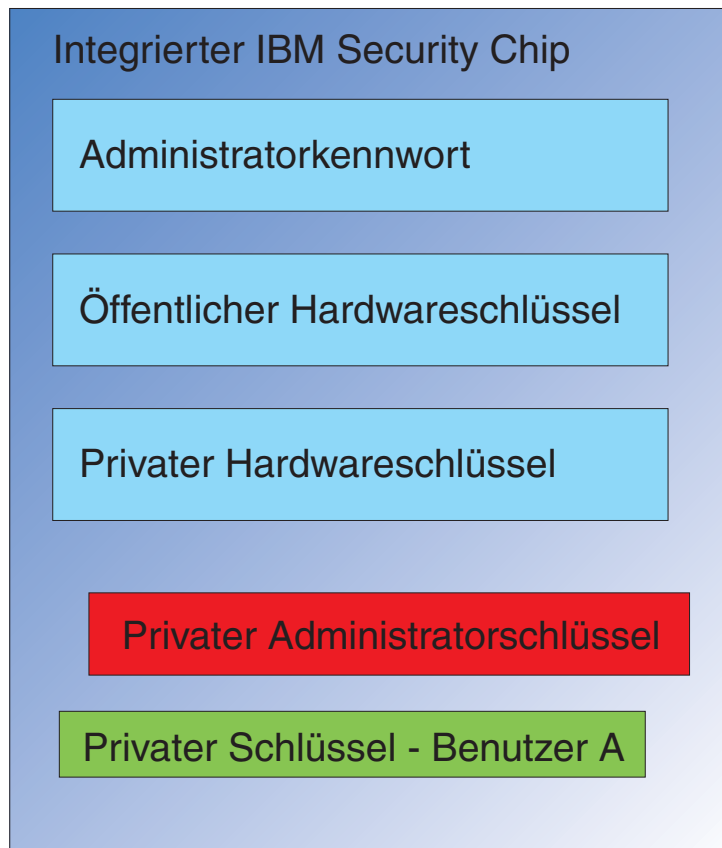 Integrierter IBM Security Chip
Administratorkennwort
Öffentlicher Hardwareschlüssel
Privater Hardwareschlüssel
Privater Administratorschlüssel
Privater Schlüssel - Benutzer A